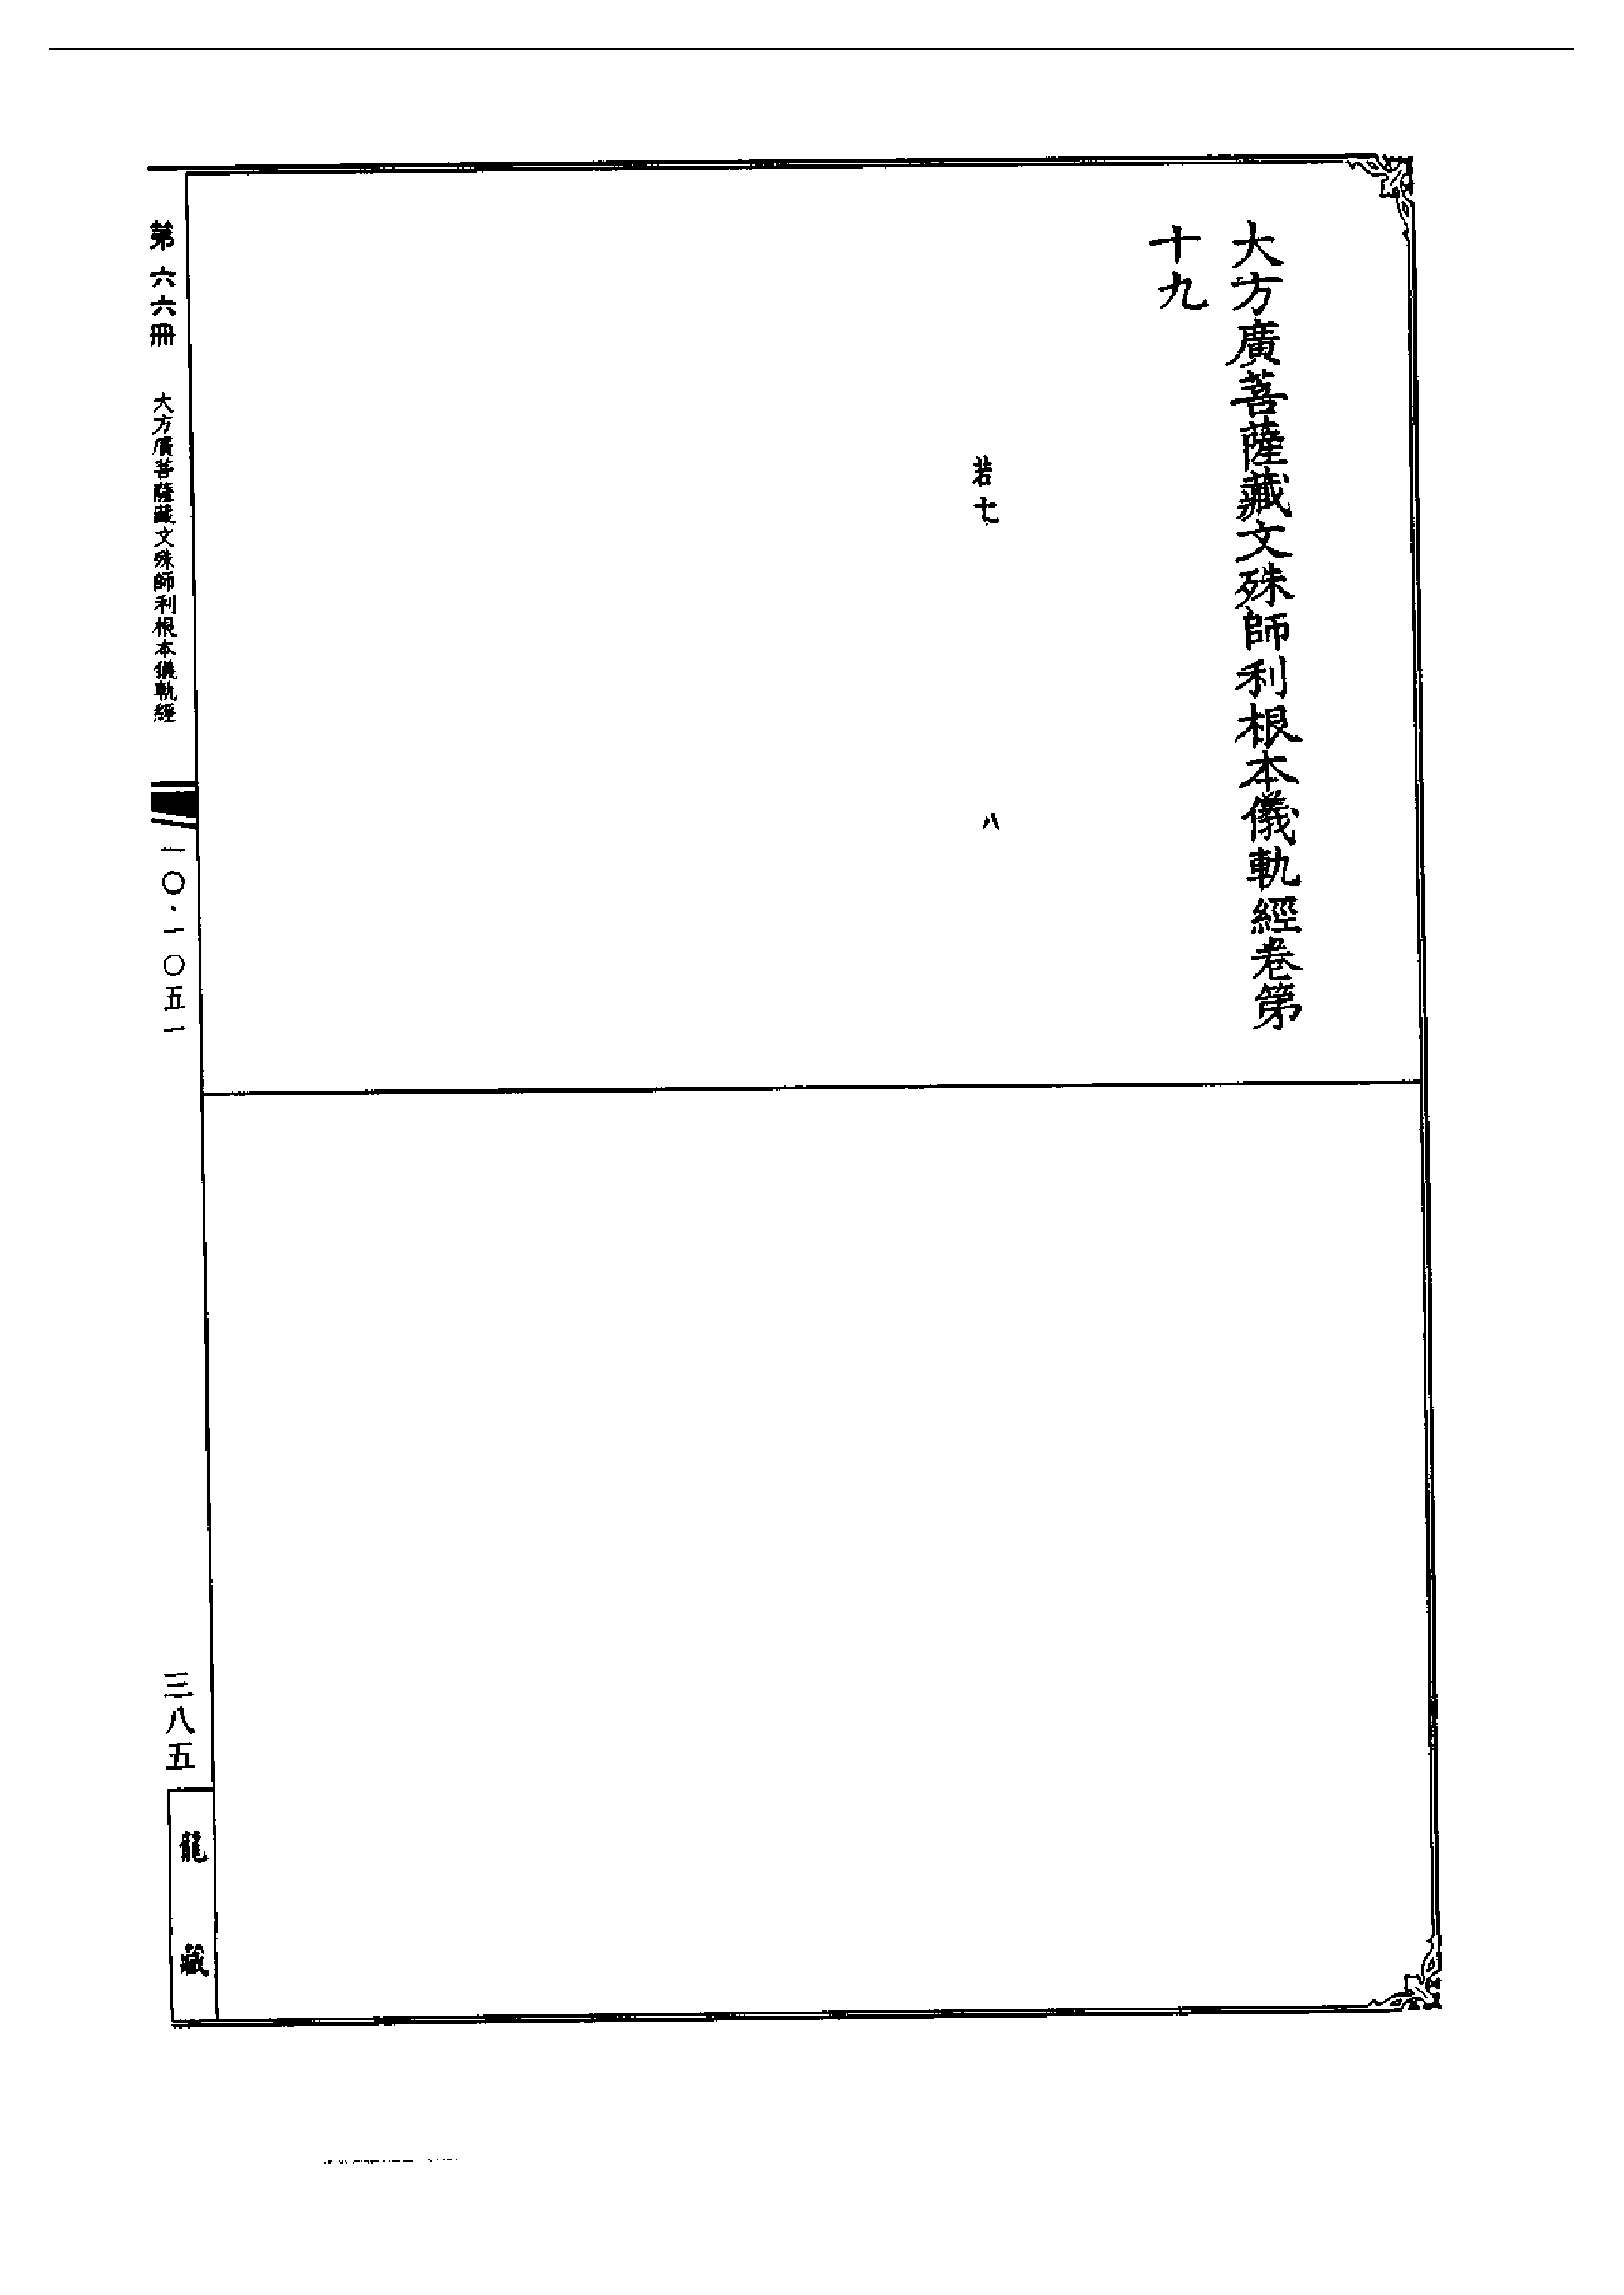 大方廣菩薩藏文殊師利根本儀軌經卷第
十九
若七
八
第六六冊
大方廣菩薩藏文殊師利根本儀軌經
一〇·一〇五一
三八五
龍藏